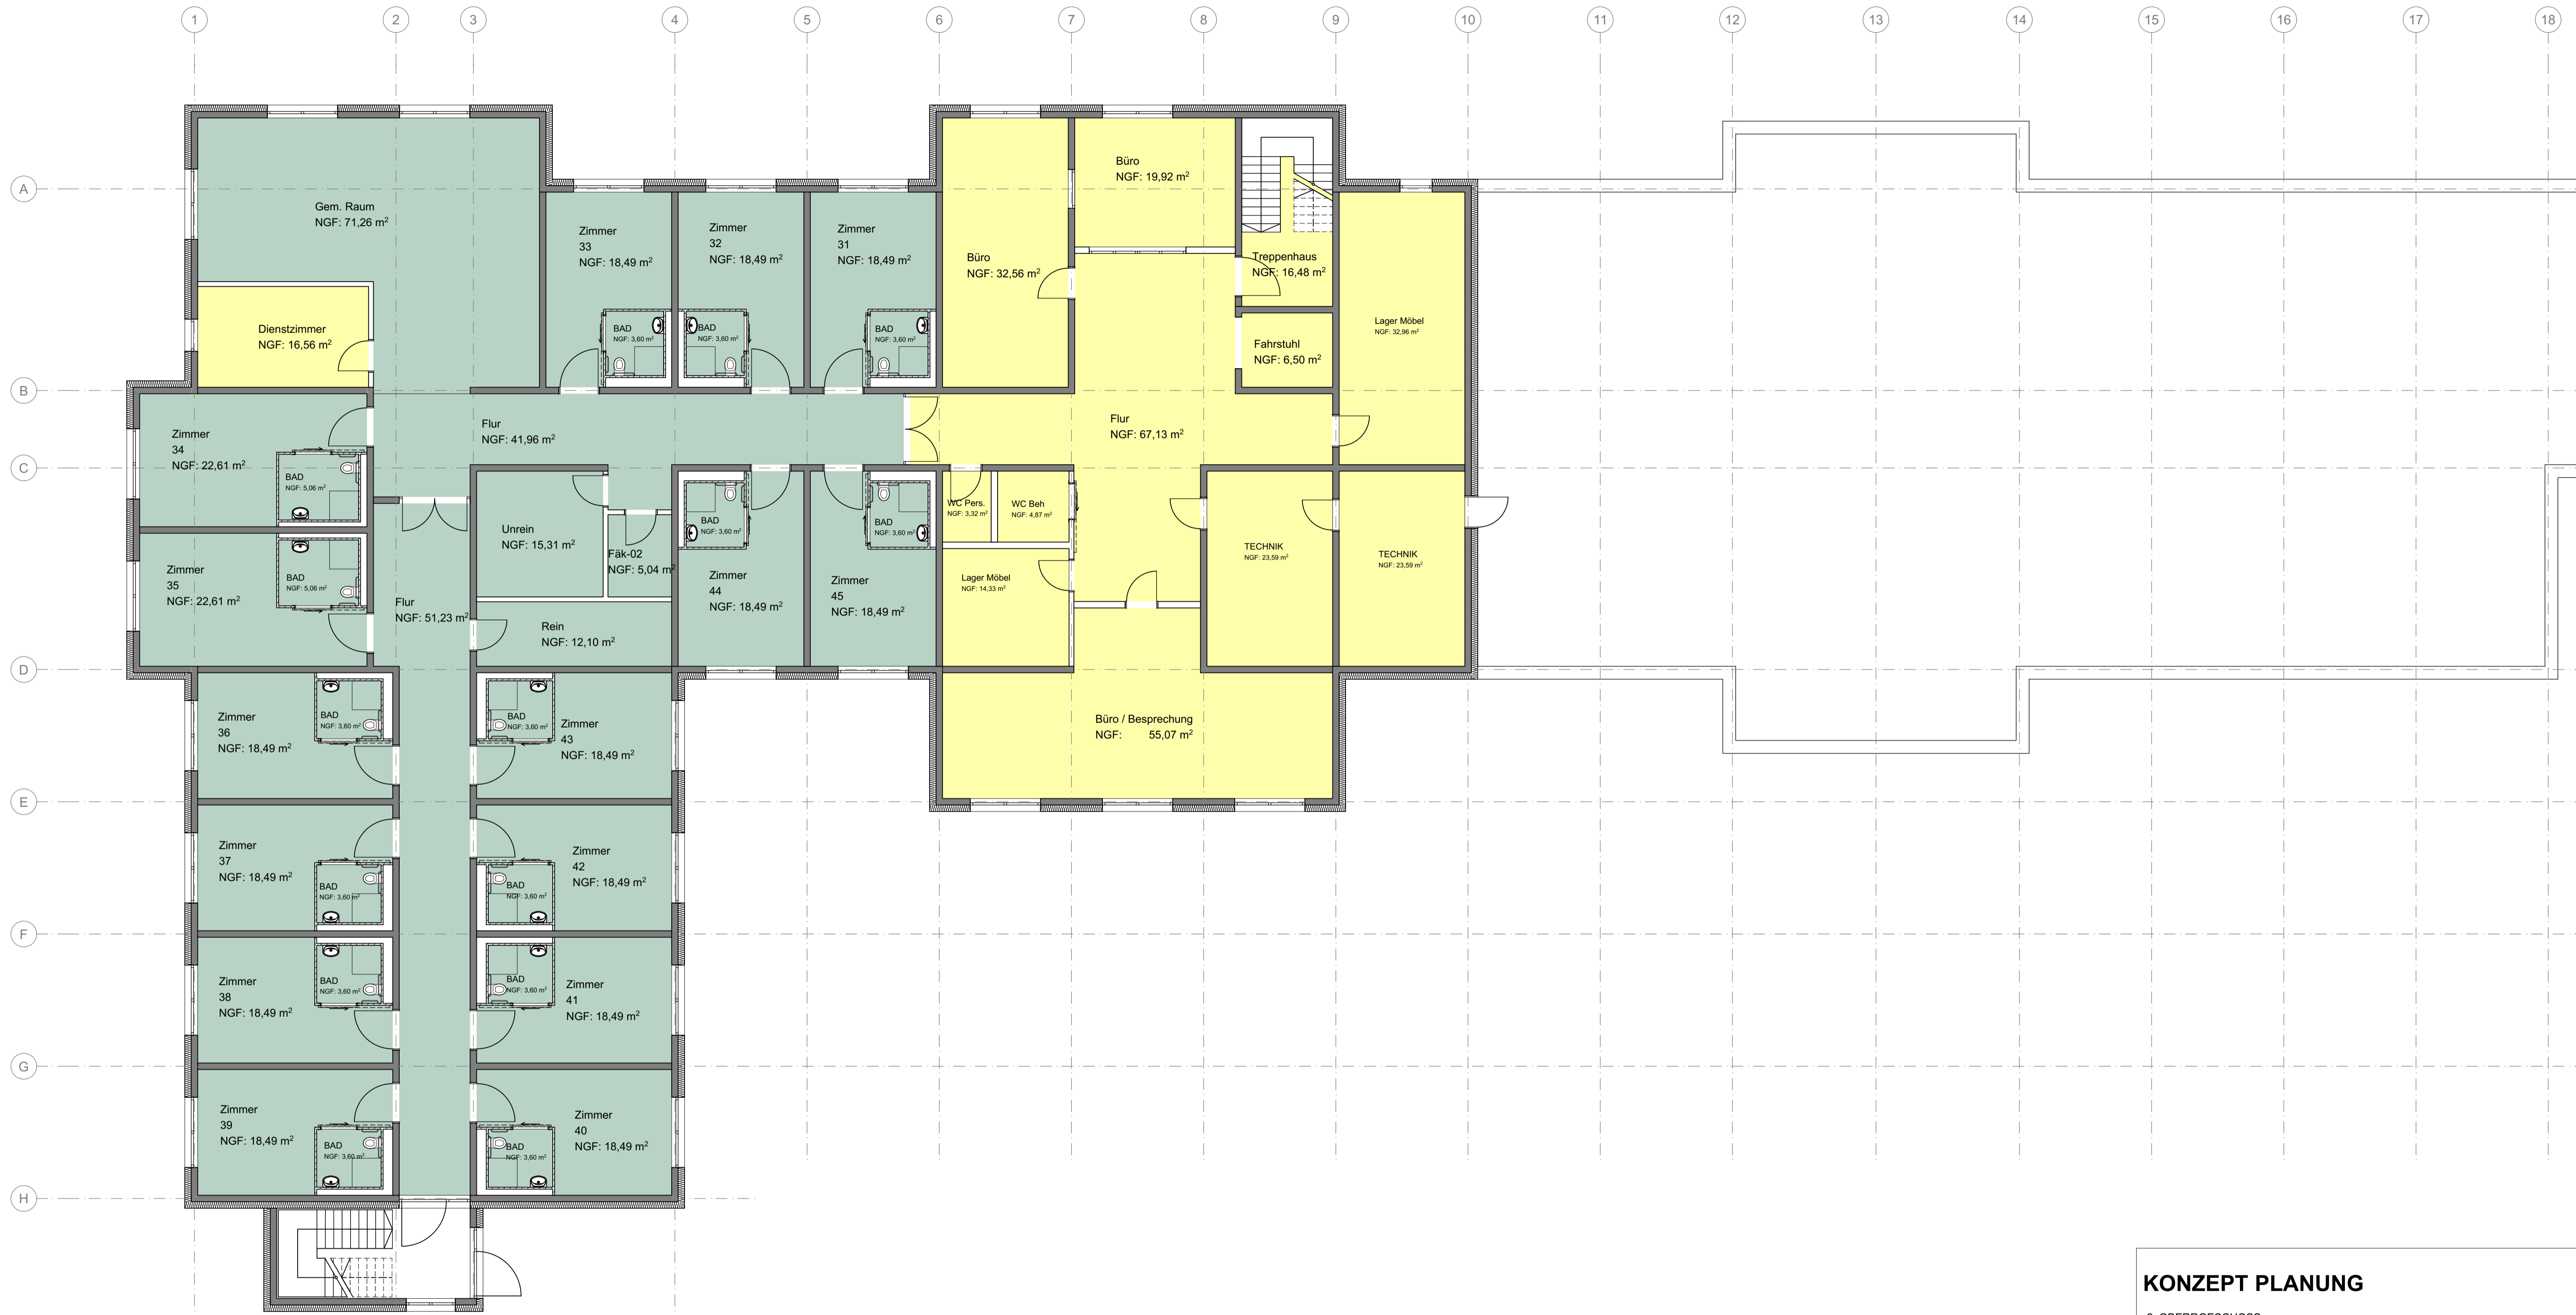 1 2 3 4 5 6 7 8 9 10 11 12 13 14 15 16 17 18
A
B
C
D
E
F
G
H
Gem. Raum
NGF: 71,26 m²
Dienstzimmer
NGF: 16,56 m²
Zimmer
33
NGF: 18,49 m²
BAD
NGF: 3,60 m²
Zimmer
32
NGF: 18,49 m²
BAD
NGF: 3,60 m²
Zimmer
31
NGF: 18,49 m²
BAD
NGF: 3,60 m²
Büro
NGF: 32,56 m²
Büro
NGF: 19,92 m²
Treppenhaus
NGF: 16,48 m²
Fahrstuhl
NGF: 6,50 m²
Lager Möbel
NGF: 32,96 m²
Zimmer
34
NGF: 22,61 m²
BAD
NGF: 5,06 m²
Flur
NGF: 41,96 m²
Flur
NGF: 67,13 m²
Zimmer
35
NGF: 22,61 m²
BAD
NGF: 5,06 m²
Flur
NGF: 51,23 m²
Unrein
NGF: 15,31 m²
Fäk-02
NGF: 5,04 m²
Rein
NGF: 12,10 m²
BAD
NGF: 3,60 m²
Zimmer
44
NGF: 18,49 m²
BAD
NGF: 3,60 m²
Zimmer
45
NGF: 18,49 m²
WC Pers.
NGF: 3,32 m²
WC Beh
NGF: 4,87 m²
Lager Möbel
NGF: 14,33 m²
TECHNIK
NGF: 23,59 m²
TECHNIK
NGF: 23,59 m²
Büro / Besprechung
NGF: 55,07 m²
Zimmer
36
NGF: 18,49 m²
BAD
NGF: 3,60 m²
BAD
NGF: 3,60 m²
Zimmer
43
NGF: 18,49 m²
Zimmer
37
NGF: 18,49 m²
BAD
NGF: 3,60 m²
BAD
NGF: 3,60 m²
Zimmer
42
NGF: 18,49 m²
Zimmer
38
NGF: 18,49 m²
BAD
NGF: 3,60 m²
BAD
NGF: 3,60 m²
Zimmer
41
NGF: 18,49 m²
Zimmer
39
NGF: 18,49 m²
BAD
NGF: 3,60 m²
BAD
NGF: 3,60 m²
Zimmer
40
NGF: 18,49 m²
KONZEPT PLANUNG